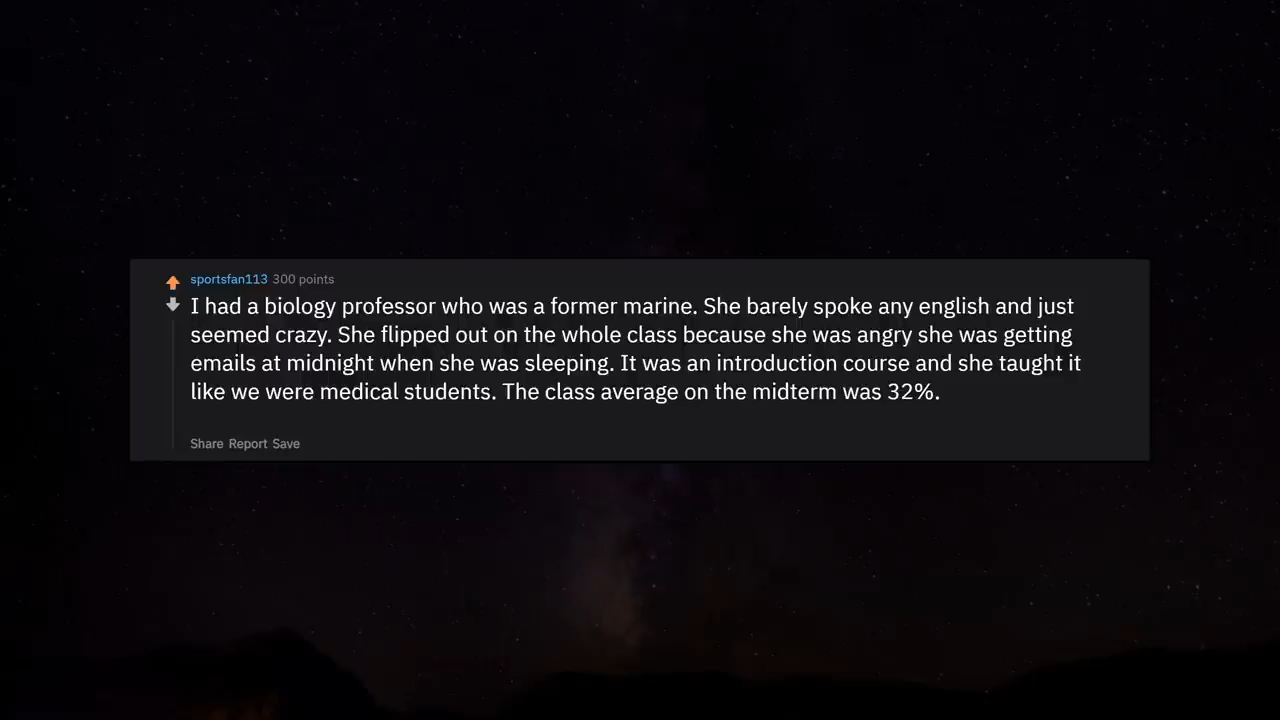 sportsfan113 300 points
I had a biology professor who was a former marine. She barely spoke any english and just
seemed crazy. She flipped out on the whole class because she was angry she was getting
emails at midnight when she was sleeping. It was an introduction course and she taught it
like we were medical students. The class average on the midterm was 32%.
Share Report Save